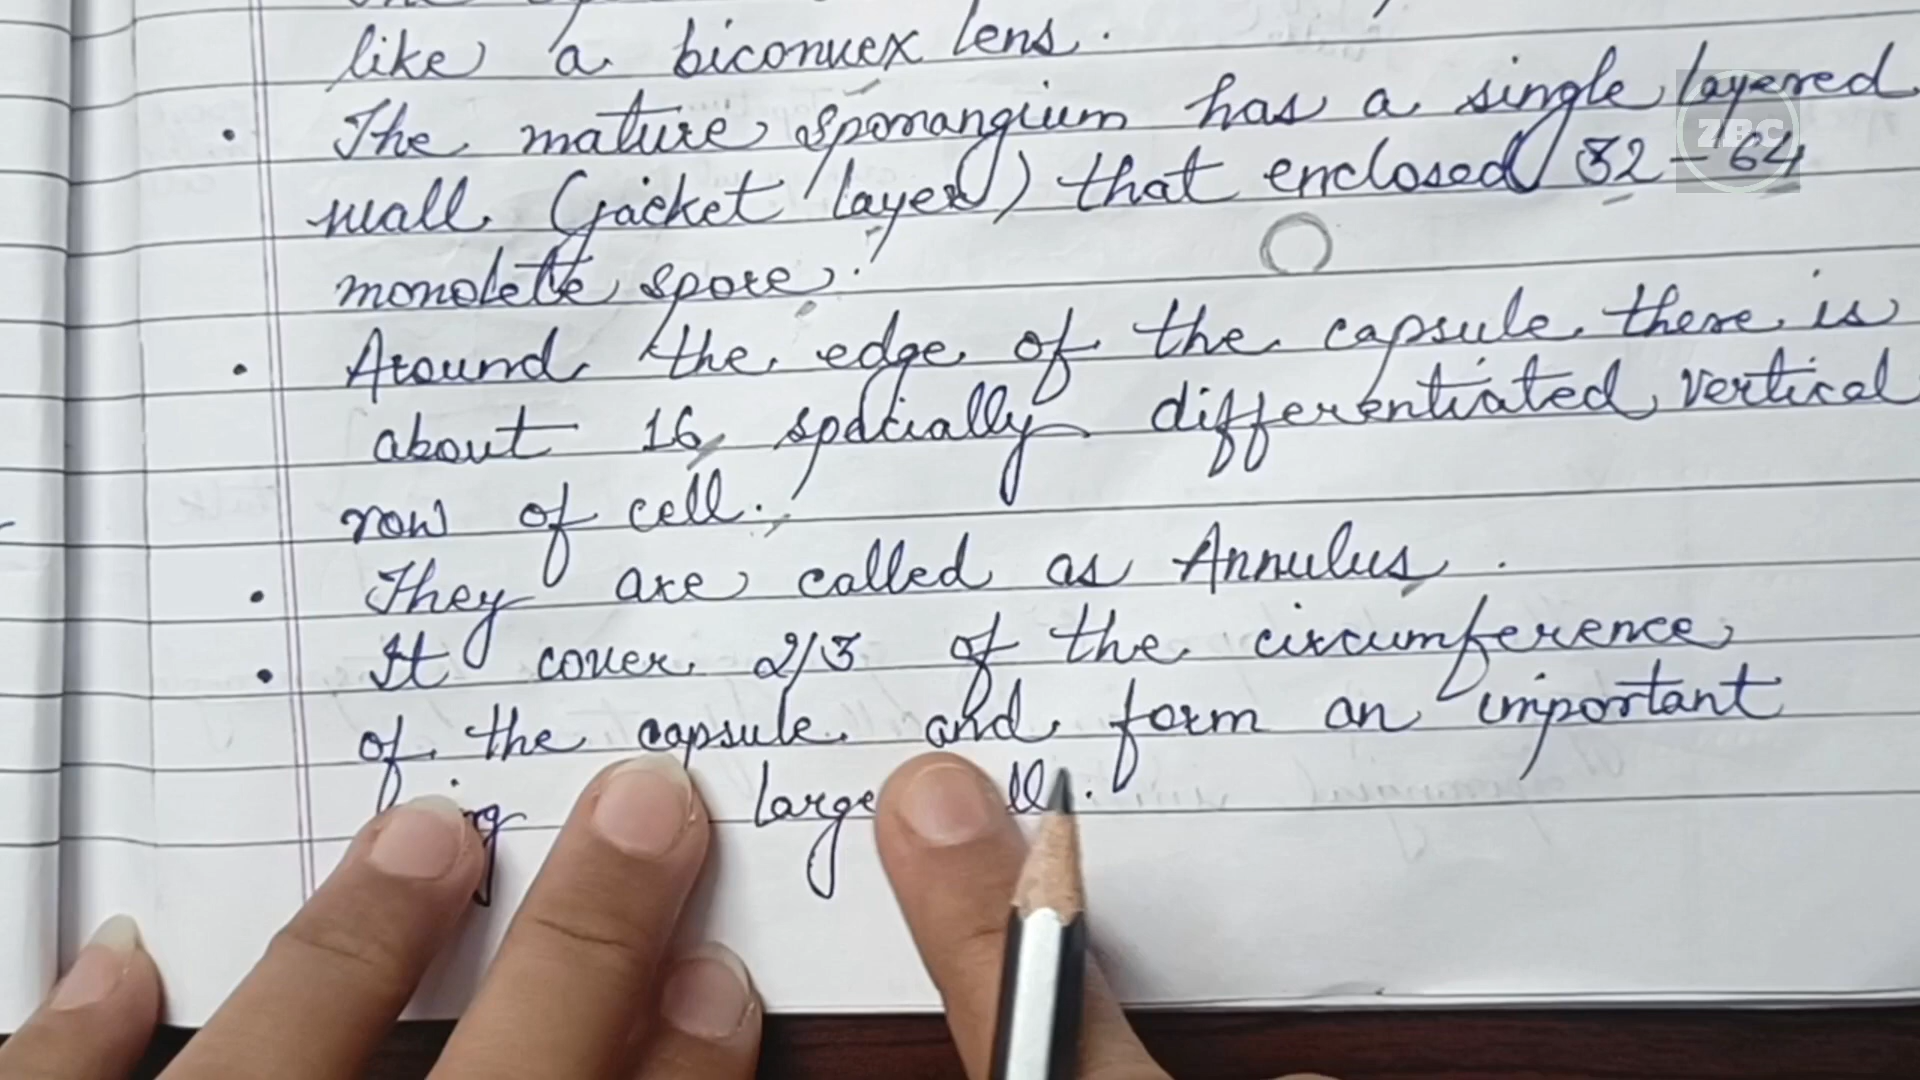 like a biconvex lens.
• The mature sporangium has a single layered
wall (jacket layer) that enclosed 32-64
monolete spore.
• Around the edge of the capsule there is
about 16 specially differentiated vertical
row of cell.
• They are called as Annulus.
• It cover 2/3 of the circumference
of the capsule and form an important
large
ZBC